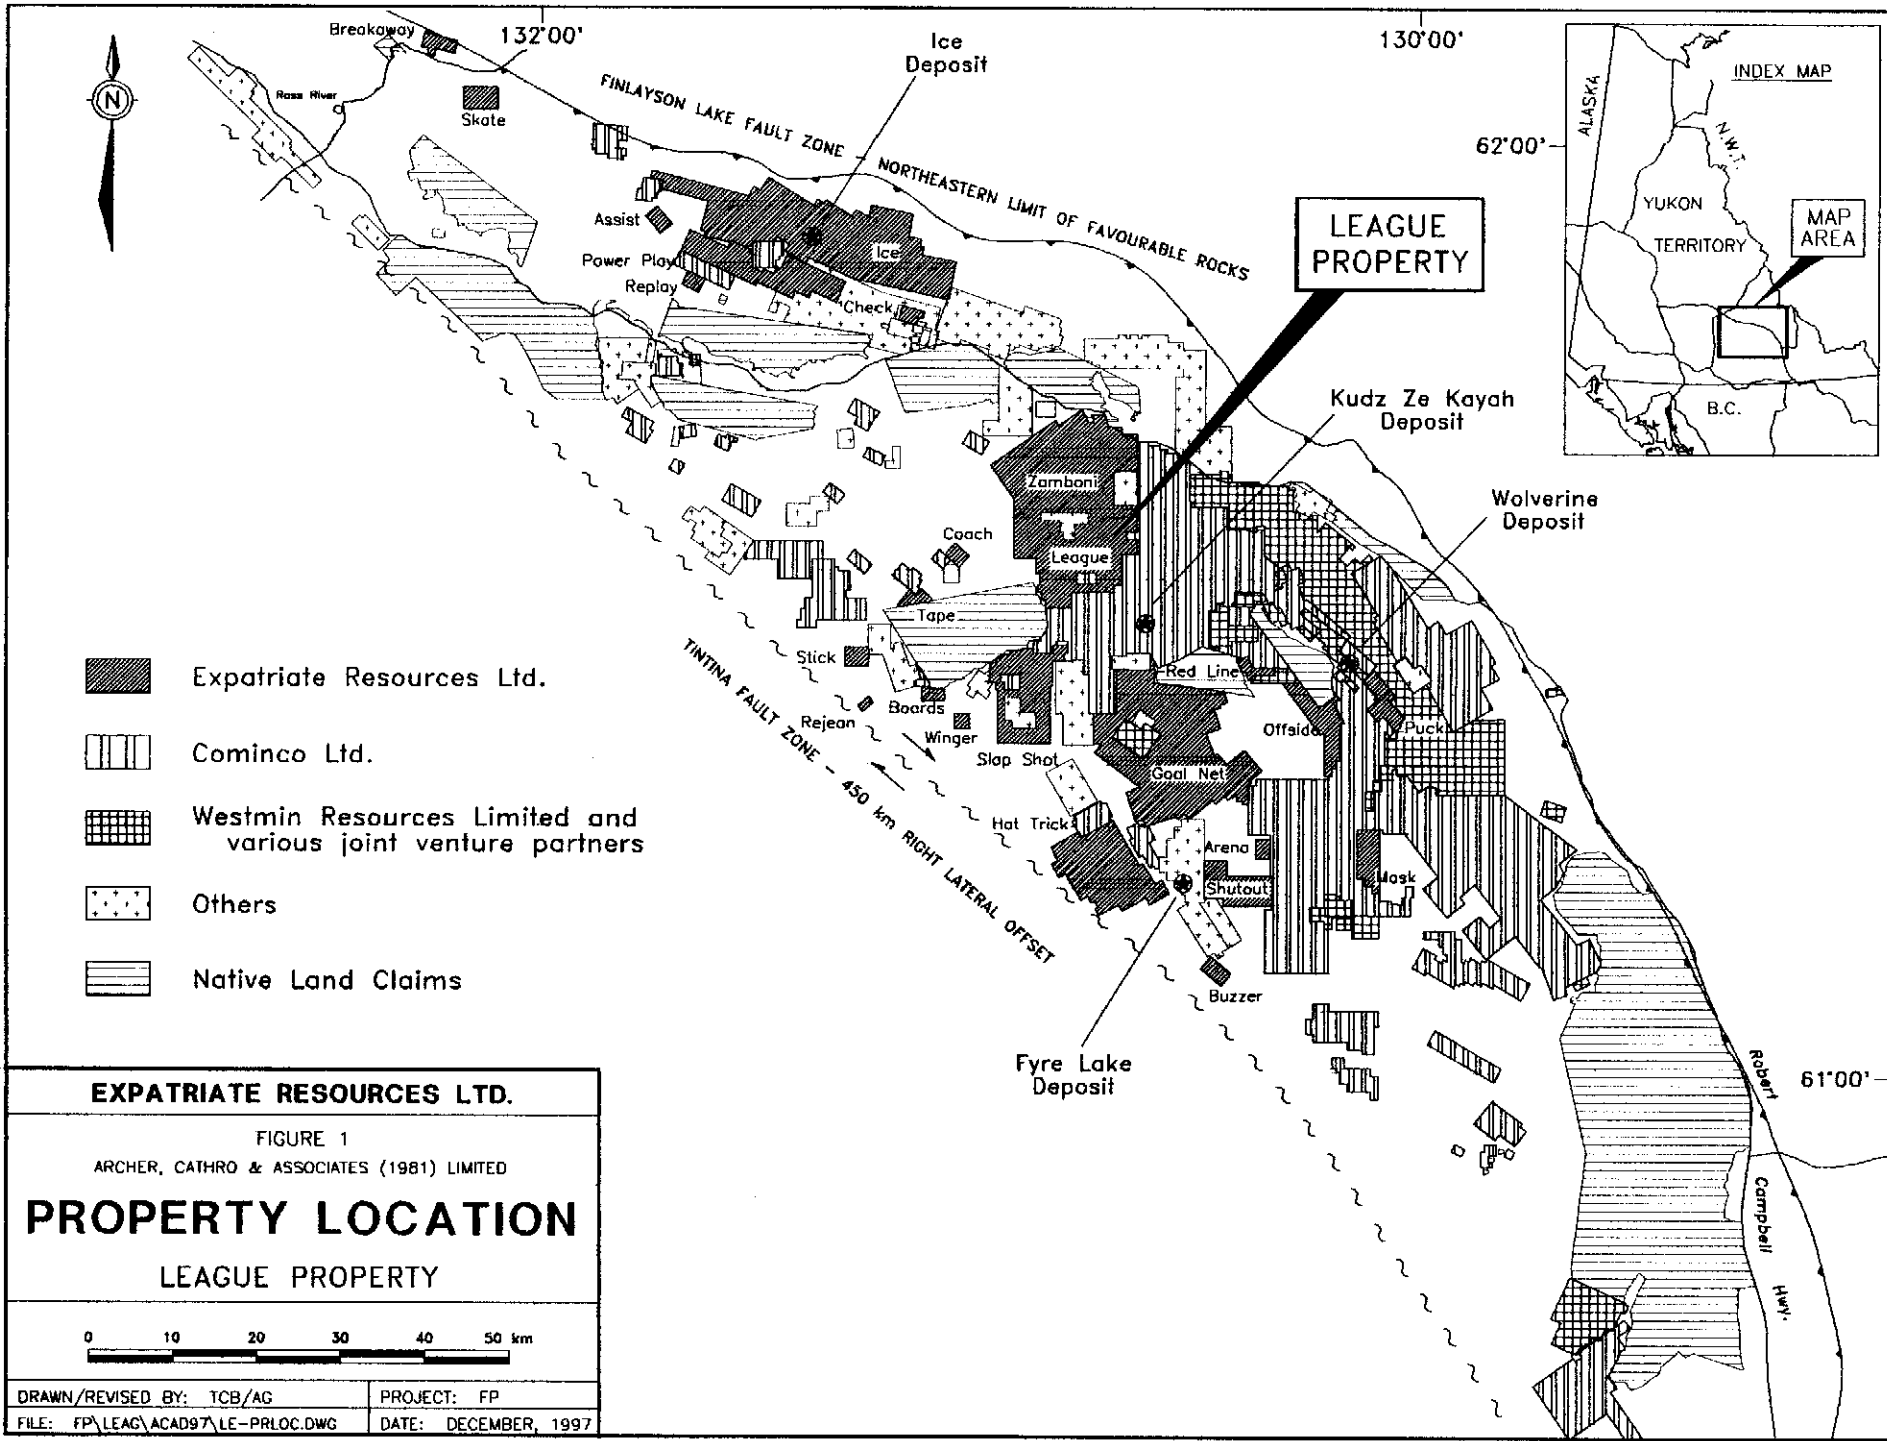 Breakaway
132°00'
Ice
Deposit
130°00'
INDEX MAP
ALASKA
N.W.T.
YUKON
TERRITORY
MAP
AREA
B.C.
62°00'
N
Ross River
Skate
FINLAYSON LAKE FAULT ZONE - NORTHEASTERN LIMIT OF FAVOURABLE ROCKS
LEAGUE
PROPERTY
Assist
Ice
Power Play
Replay
Check
Kudz Ze Kayah
Deposit
Zamboni
Wolverine
Deposit
Coach
League
Tape
Stick
Red Line
Boards
Rejean
Winger
Offside
Puck
Slap Shot
Goal Net
TINTINA FAULT ZONE - 450 km RIGHT LATERAL OFFSET
Hat Trick
Arena
Mask
Shutout
Buzzer
Fyre Lake
Deposit
61°00'
Robert
Campbell
Hwy.
Expatriate Resources Ltd.
Cominco Ltd.
Westmin Resources Limited and
various joint venture partners
Others
Native Land Claims
EXPATRIATE RESOURCES LTD.
FIGURE 1
ARCHER, CATHRO & ASSOCIATES (1981) LIMITED
PROPERTY LOCATION
LEAGUE PROPERTY
0 10 20 30 40 50 km
DRAWN/REVISED BY: TCB/AG
PROJECT: FP
FILE: FP\LEAG\ACAD97\LE-PRLOC.DWG
DATE: DECEMBER, 1997